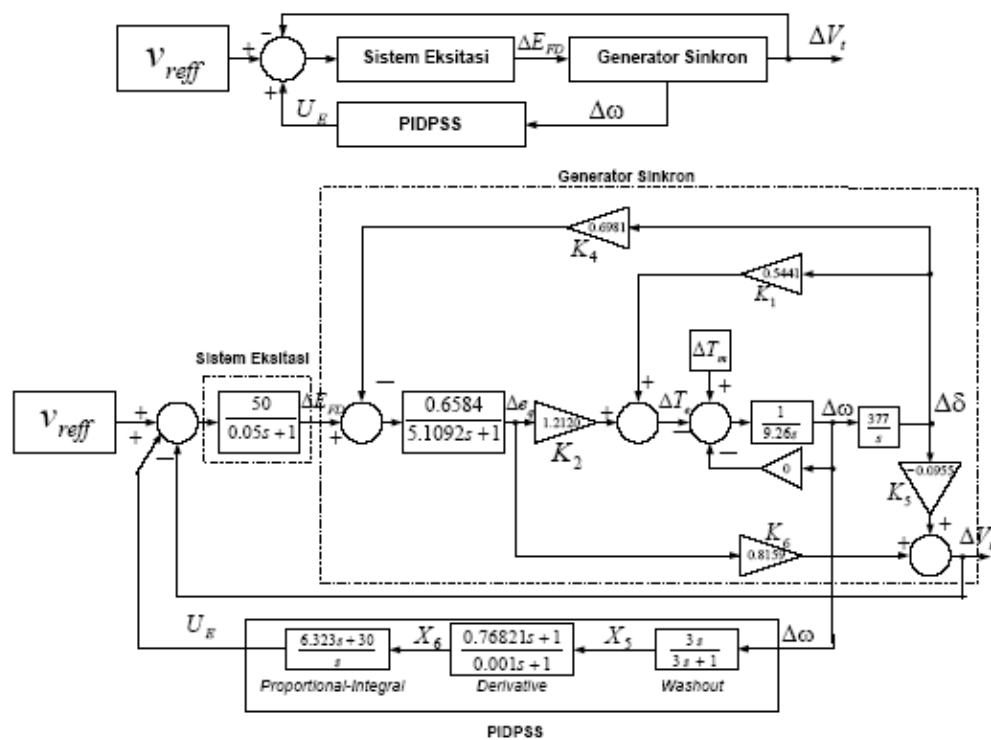 v_reff
+
−
+
Sistem Eksitasi
ΔE_FD
Generator Sinkron
ΔV_t
U_E
PIDPSS
Δω
Generator Sinkron
0.6981
K_4
0.5441
K_1
ΔT_m
Sistem Eksitasi
v_reff
+
+
−
50
0.05s + 1
ΔE_FD
+
−
0.6584
5.1092s + 1
Δe_q
1.2120
K_2
+
+
ΔT_e
−
+
−
1
9.26s
Δω
377
s
Δδ
0
−0.0955
K_5
K_6
0.8159
+
+
ΔV_t
U_E
6.323s + 30
s
X_6
0.76821s + 1
0.001s + 1
X_5
3s
3s + 1
Δω
Proportional-Integral
Derivative
Washout
PIDPSS